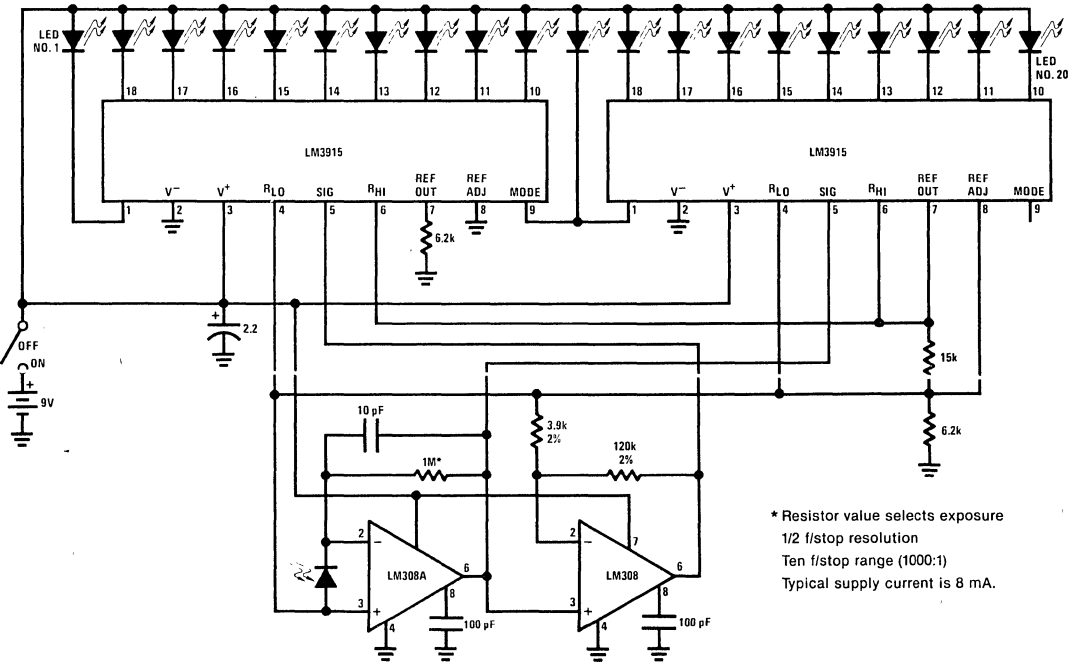 LED
NO. 1
LED
NO. 20
18 17 16 15 14 13 12 11 10
18 17 16 15 14 13 12 11 10
LM3915
LM3915
V− V+ RLO SIG RHI REF OUT REF ADJ MODE
V− V+ RLO SIG RHI REF OUT REF ADJ MODE
1 2 3 4 5 6 7 8 9
1 2 3 4 5 6 7 8 9
6.2k
+
2.2
OFF
ON
+
9V
15k
6.2k
10 pF
3.9k
2%
120k
2%
1M*
2
−
LM308A
6
3
+
8
4
100 pF
2
−
7
LM308
6
3
+
8
4
100 pF
* Resistor value selects exposure
1/2 f/stop resolution
Ten f/stop range (1000:1)
Typical supply current is 8 mA.